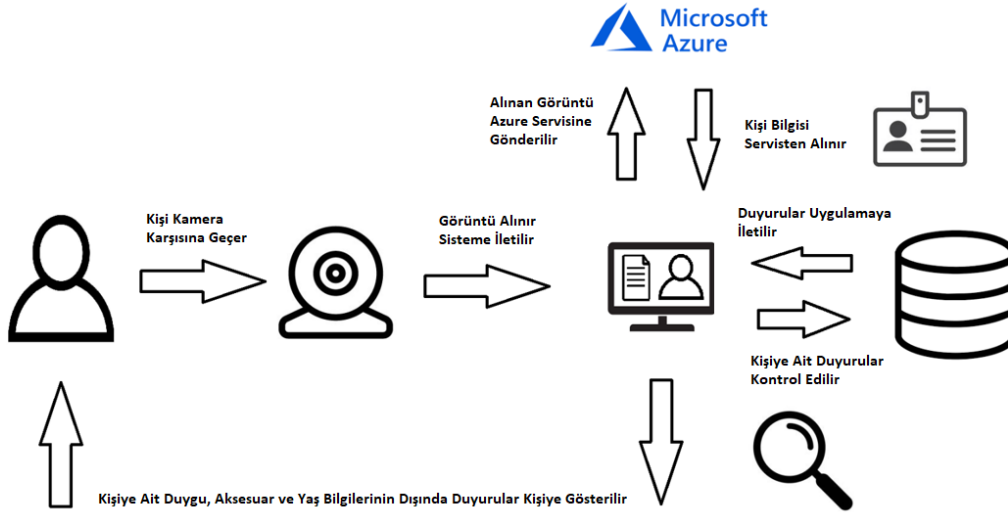 Microsoft
Azure
Alınan Görüntü
Azure Servisine
Gönderilir
Kişi Bilgisi
Servisten Alınır
Kişi Kamera
Karşısına Geçer
Görüntü Alınır
Sisteme İletilir
Duyurular Uygulamaya
İletilir
Kişiye Ait Duyurular
Kontrol Edilir
Kişiye Ait Duygu, Aksesuar ve Yaş Bilgilerinin Dışında Duyurular Kişiye Gösterilir